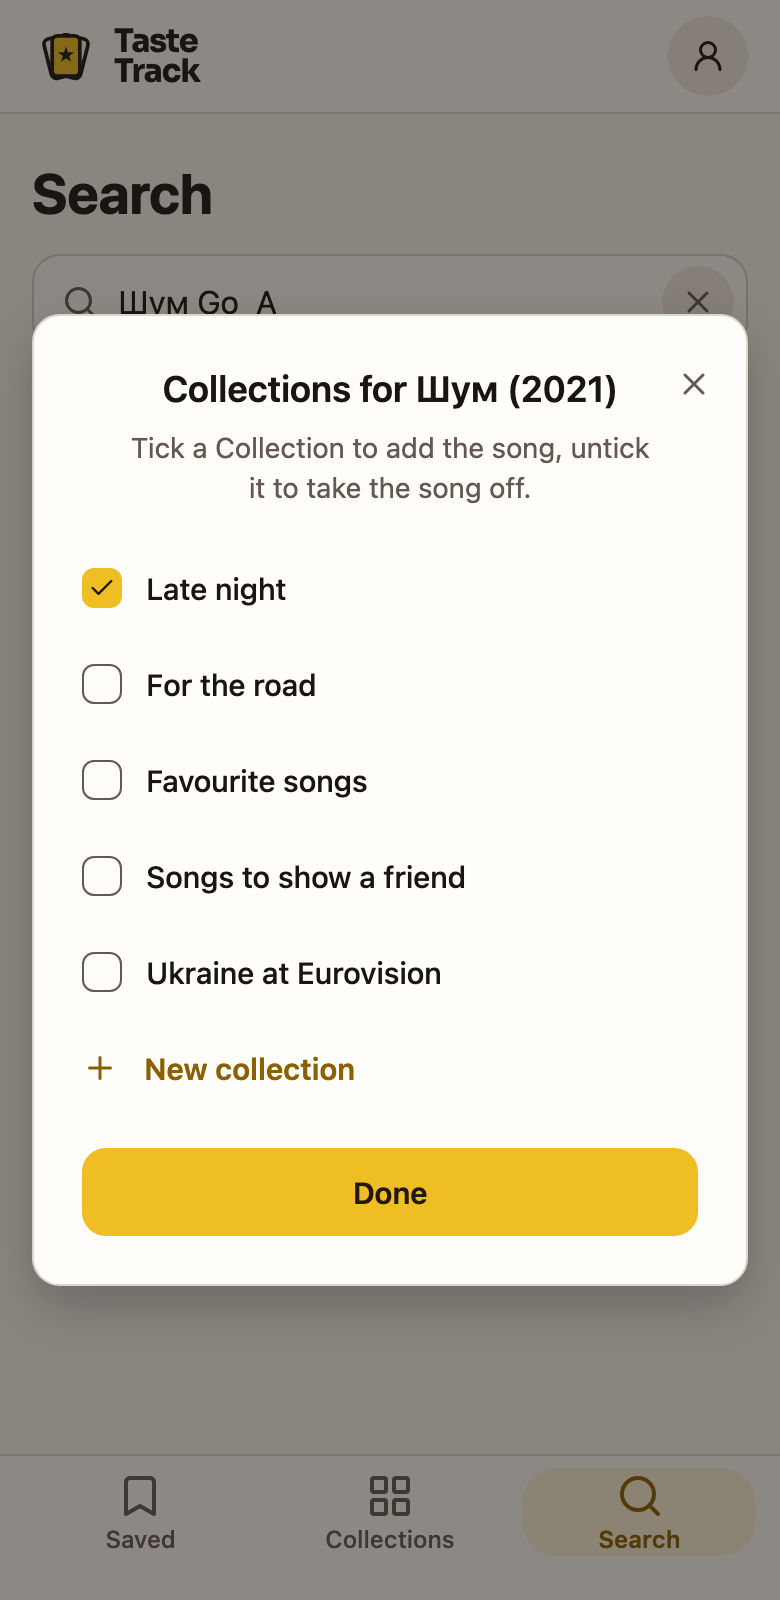 Taste
Track
Search
Шум Go_A
Collections for Шум (2021)
Tick a Collection to add the song, untick
it to take the song off.
Late night
For the road
Favourite songs
Songs to show a friend
Ukraine at Eurovision
New collection
Done
Saved
Collections
Search